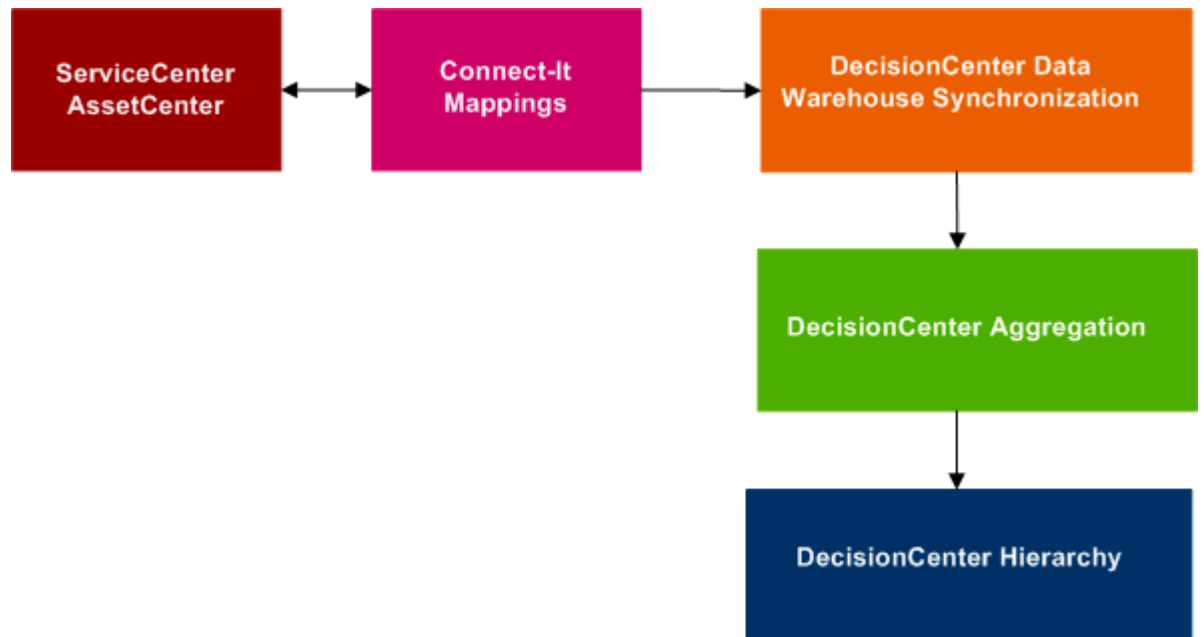 ServiceCenter
AssetCenter
Connect-It
Mappings
DecisionCenter Data
Warehouse Synchronization
DecisionCenter Aggregation
DecisionCenter Hierarchy